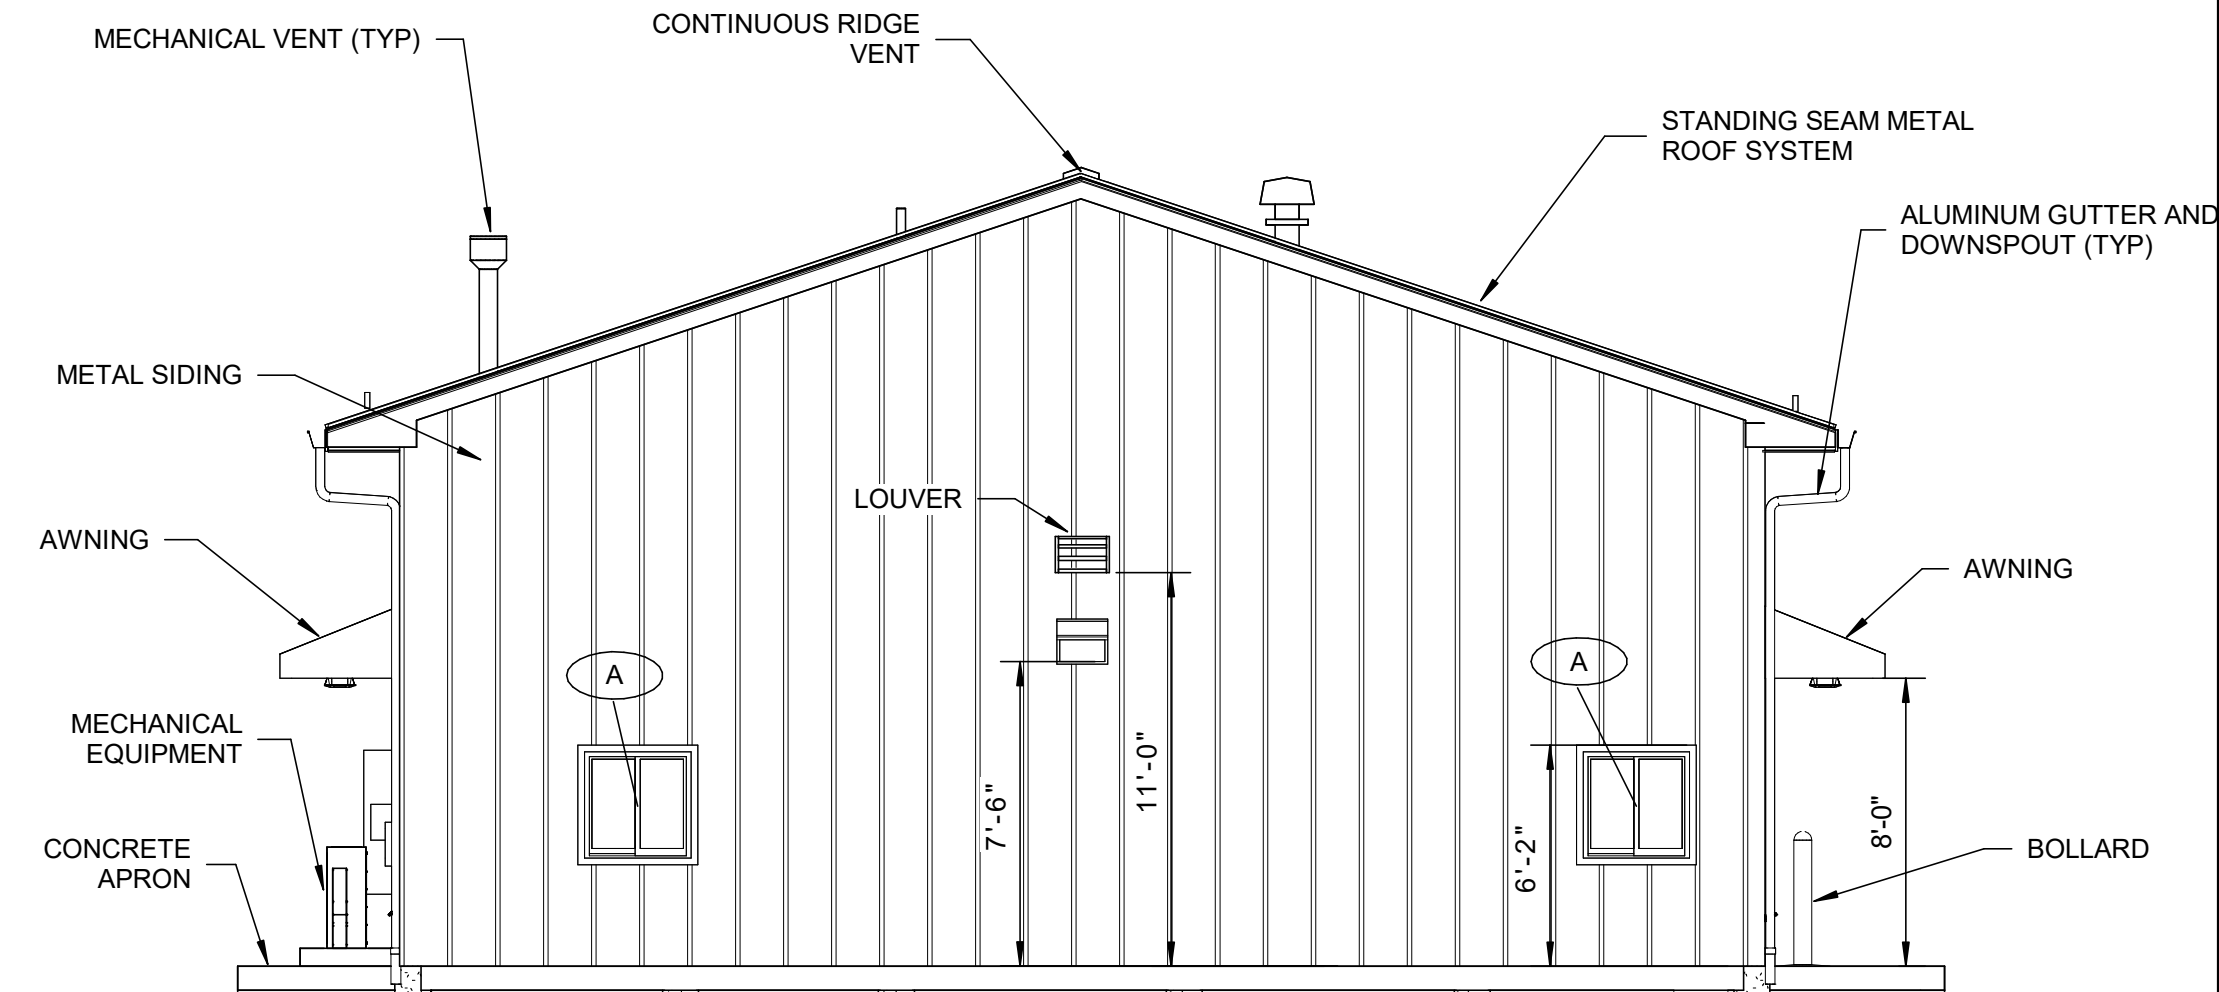 MECHANICAL VENT (TYP)
CONTINUOUS RIDGE
VENT
STANDING SEAM METAL
ROOF SYSTEM
ALUMINUM GUTTER AND
DOWNSPOUT (TYP)
METAL SIDING
LOUVER
AWNING
AWNING
A
A
MECHANICAL
EQUIPMENT
7'-6"
11'-0"
6'-2"
8'-0"
CONCRETE
APRON
BOLLARD